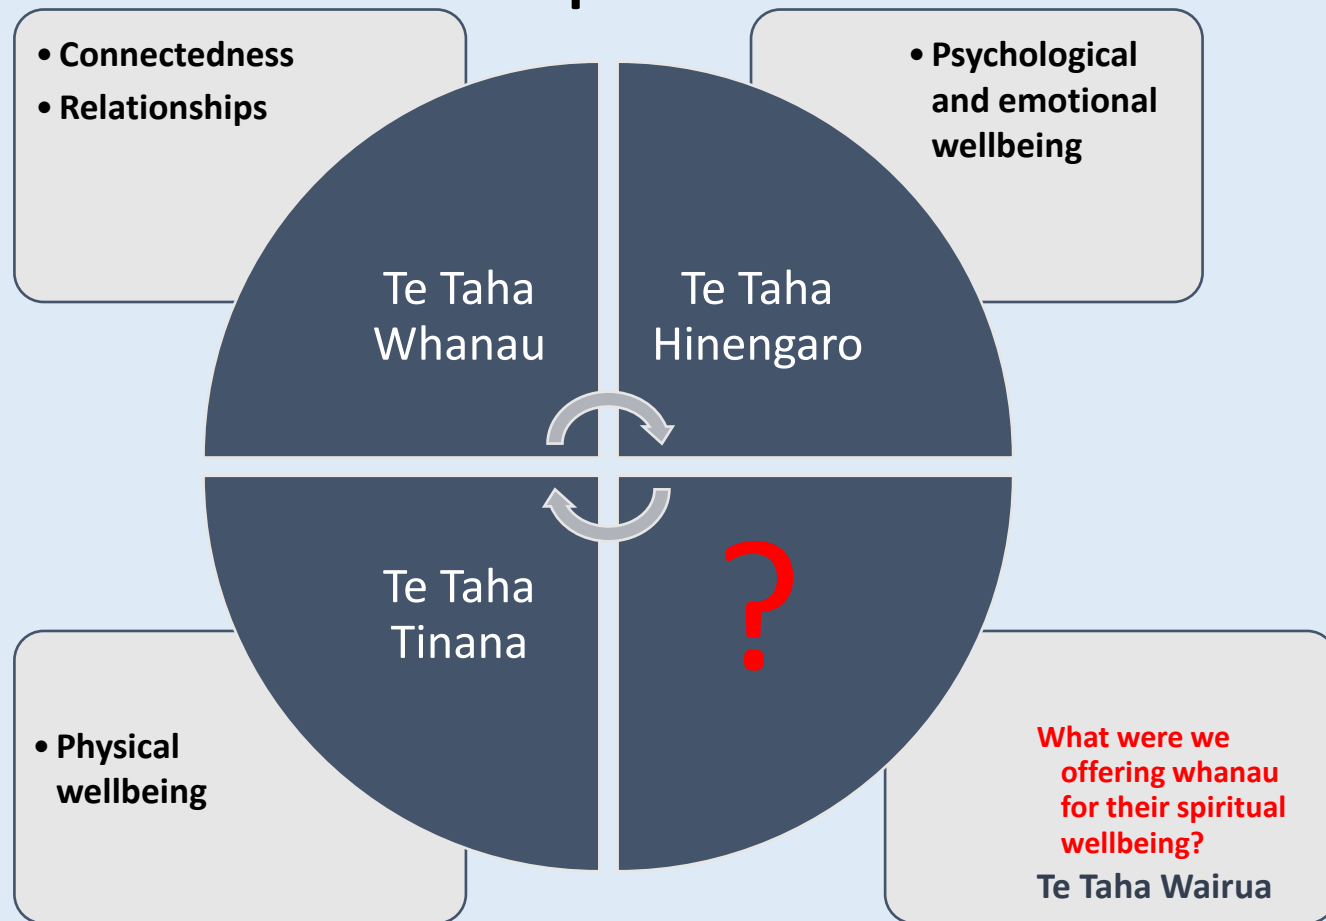 • Connectedness
• Relationships
• Psychological
and emotional
wellbeing
Te Taha
Whanau
Te Taha
Hinengaro
Te Taha
Tinana
?
• Physical
wellbeing
What were we
offering whanau
for their spiritual
wellbeing?
Te Taha Wairua